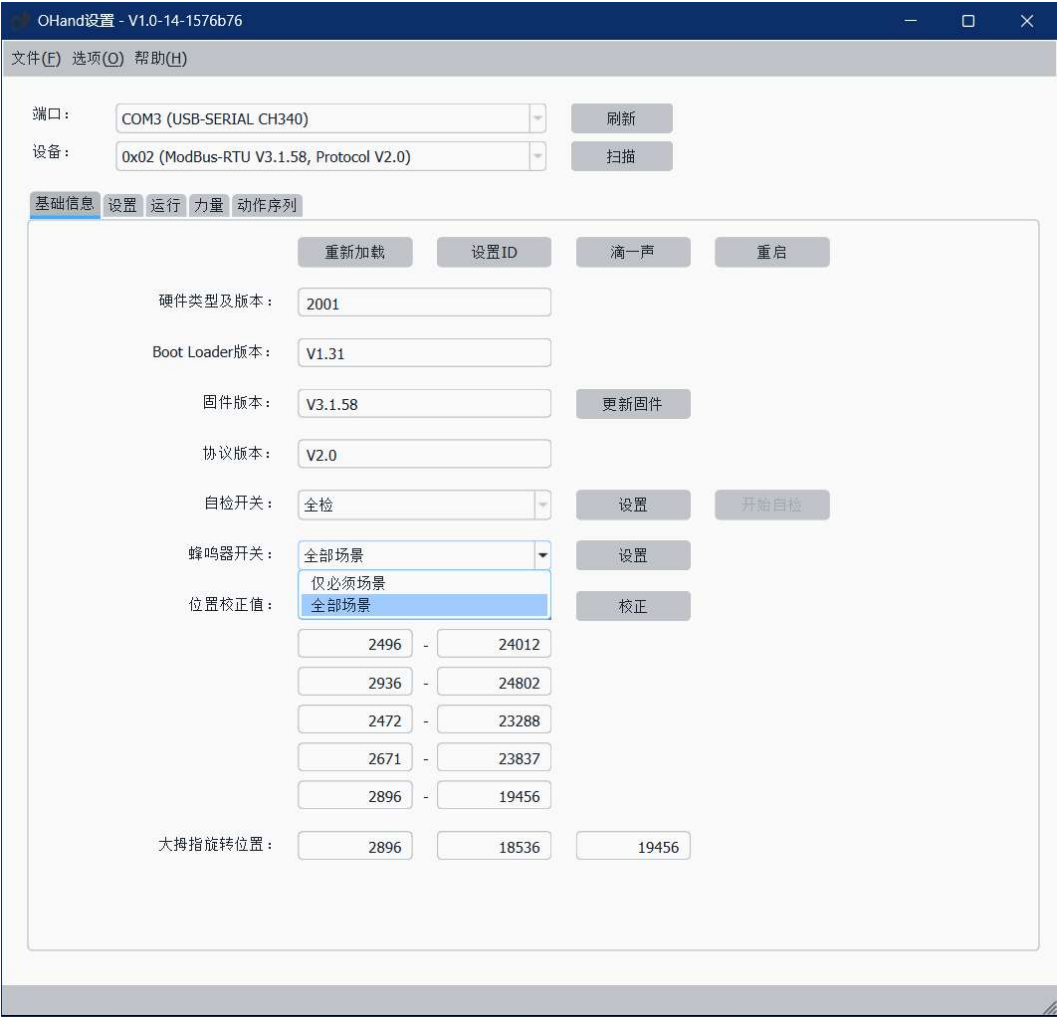 OHand设置 - V1.0-14-1576b76
文件(F) 选项(O) 帮助(H)
端口： COM3 (USB-SERIAL CH340) 刷新
设备： 0x02 (ModBus-RTU V3.1.58, Protocol V2.0) 扫描
基础信息 设置 运行 力量 动作序列
重新加载 设置ID 滴一声 重启
硬件类型及版本： 2001
Boot Loader版本： V1.31
固件版本： V3.1.58 更新固件
协议版本： V2.0
自检开关： 全检 设置 开始自检
蜂鸣器开关： 全部场景 设置
仅必须场景
位置校正值： 全部场景 校正
2496 - 24012
2936 - 24802
2472 - 23288
2671 - 23837
2896 - 19456
大拇指旋转位置： 2896 18536 19456